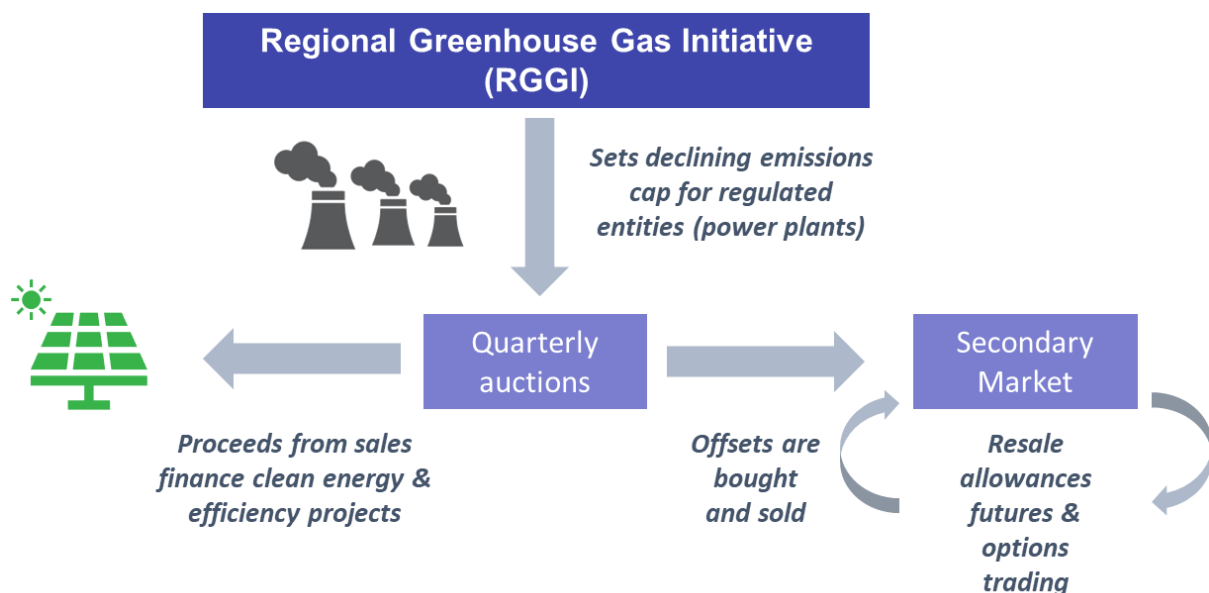 Regional Greenhouse Gas Initiative
(RGGI)
Sets declining emissions
cap for regulated
entities (power plants)
Quarterly
auctions
Secondary
Market
Proceeds from sales
finance clean energy &
efficiency projects
Offsets are
bought
and sold
Resale
allowances
futures &
options
trading